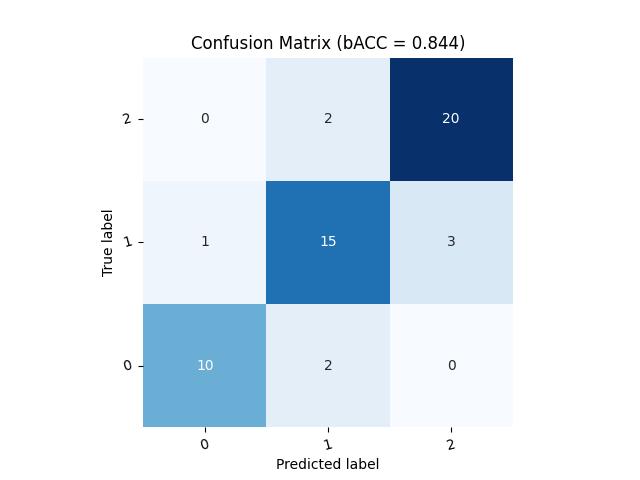 Confusion Matrix (bACC = 0.844)
True label
2 0 2 20
1 1 15 3
0 10 2 0
0 1 2
Predicted label